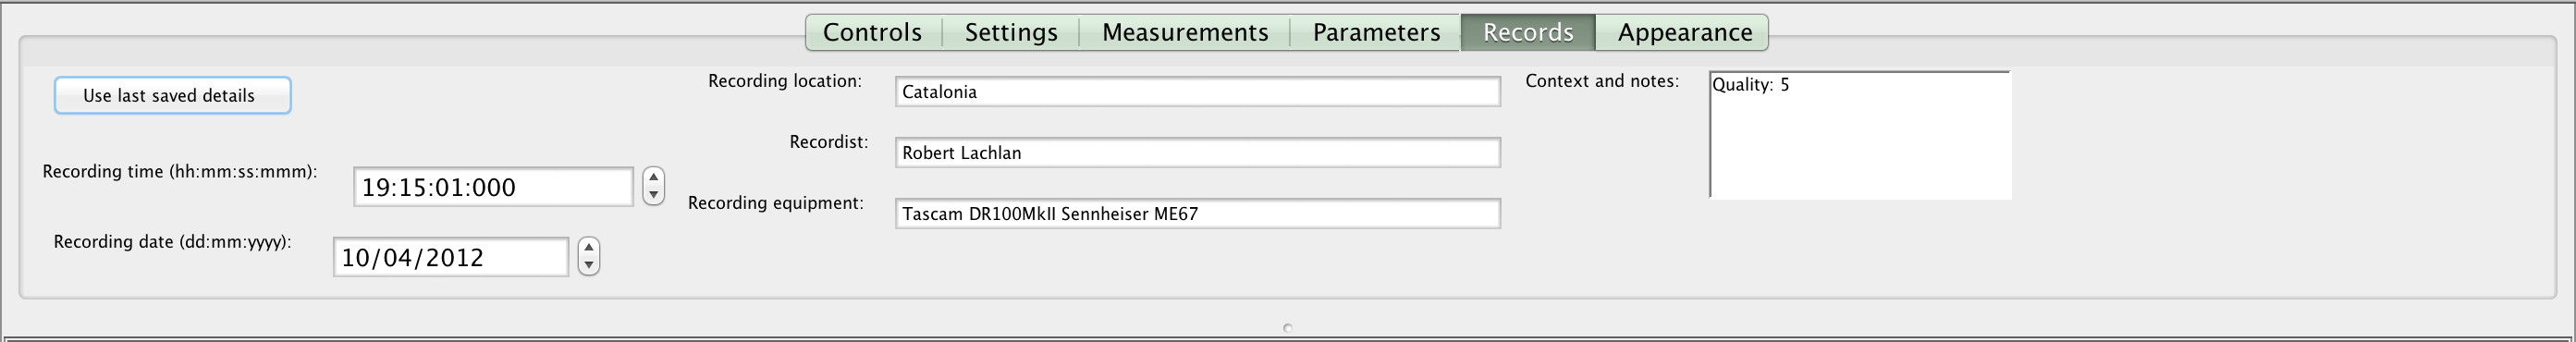 Controls Settings Measurements Parameters Records Appearance
Use last saved details
Recording time (hh:mm:ss:mmm): 19:15:01:000
Recording date (dd:mm:yyyy): 10/04/2012
Recording location: Catalonia
Recordist: Robert Lachlan
Recording equipment: Tascam DR100MkII Sennheiser ME67
Context and notes: Quality: 5